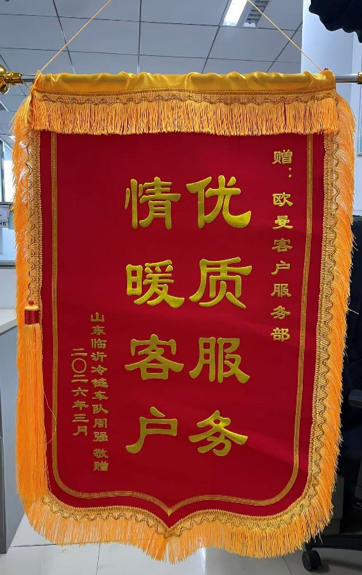 赠：欧曼客户服务部
优质服务
情暖客户
山东临沂冷链车队周强 敬赠
二〇二六年三月